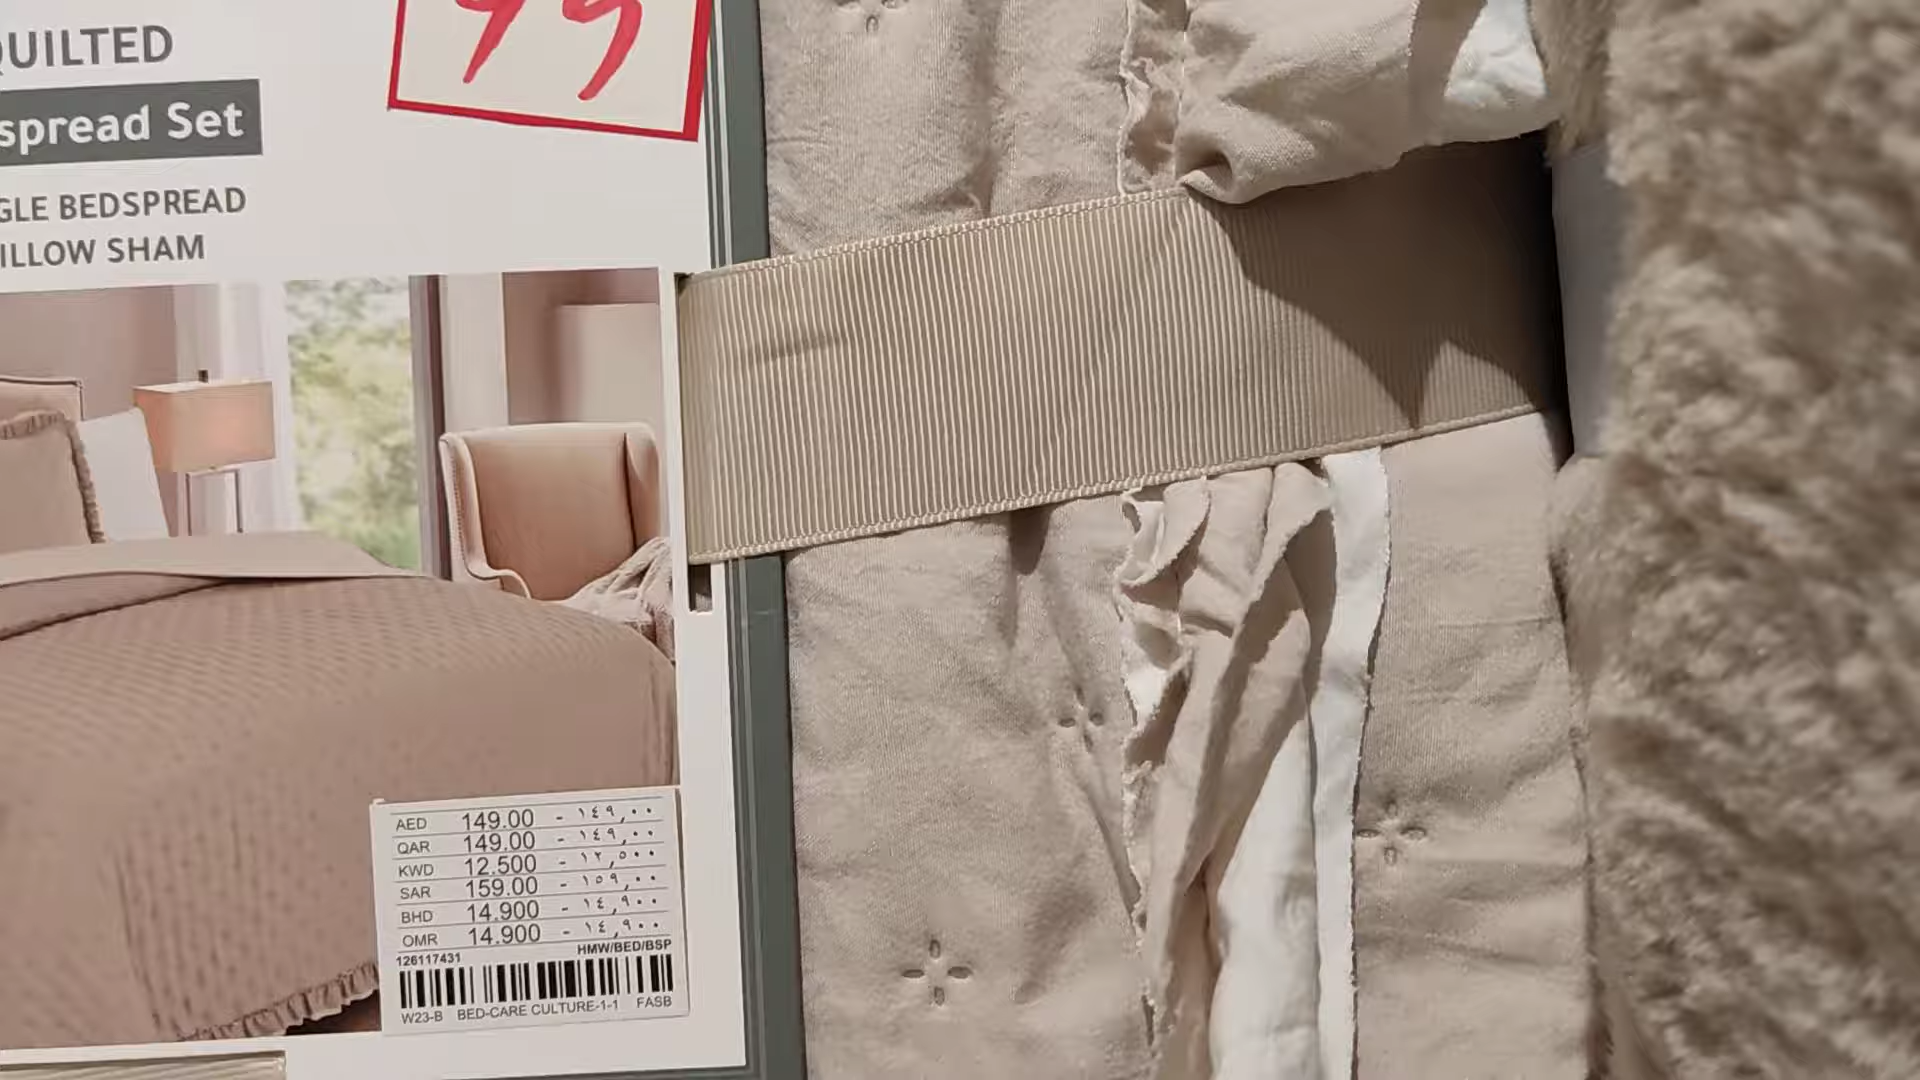 QUILTED
spread Set
GLE BEDSPREAD
ILLOW SHAM
AED 149.00 - ١٤٩,٠٠
QAR 149.00 - ١٤٩,٠٠
KWD 12.500 - ١٢,٥٠٠
SAR 159.00 - ١٥٩,٠٠
BHD 14.900 - ١٤,٩٠٠
OMR 14.900 - ١٤,٩٠٠
126117431 HMW/BED/BSP
W23-B BED-CARE CULTURE-1-1 FASB